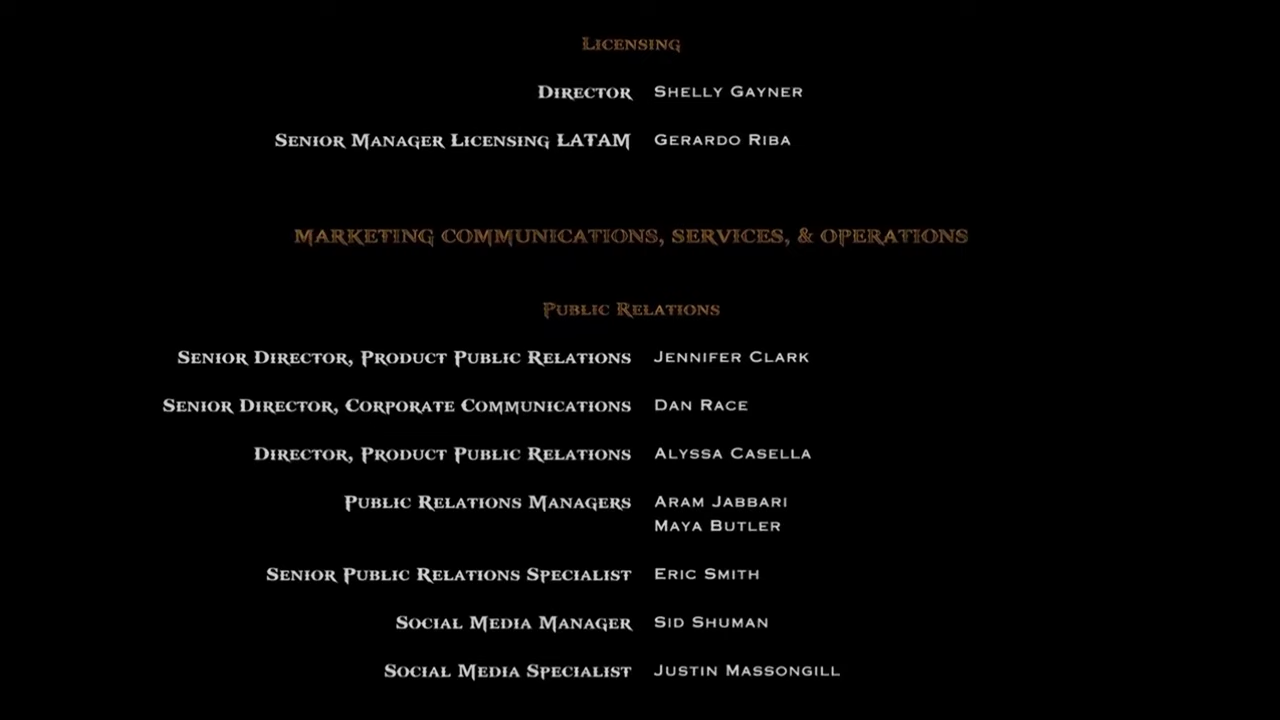 Licensing
Director Shelly Gayner
Senior Manager Licensing LATAM Gerardo Riba
MARKETING COMMUNICATIONS, SERVICES, & OPERATIONS
Public Relations
Senior Director, Product Public Relations Jennifer Clark
Senior Director, Corporate Communications Dan Race
Director, Product Public Relations Alyssa Casella
Public Relations Managers Aram Jabbari
Maya Butler
Senior Public Relations Specialist Eric Smith
Social Media Manager Sid Shuman
Social Media Specialist Justin Massongill